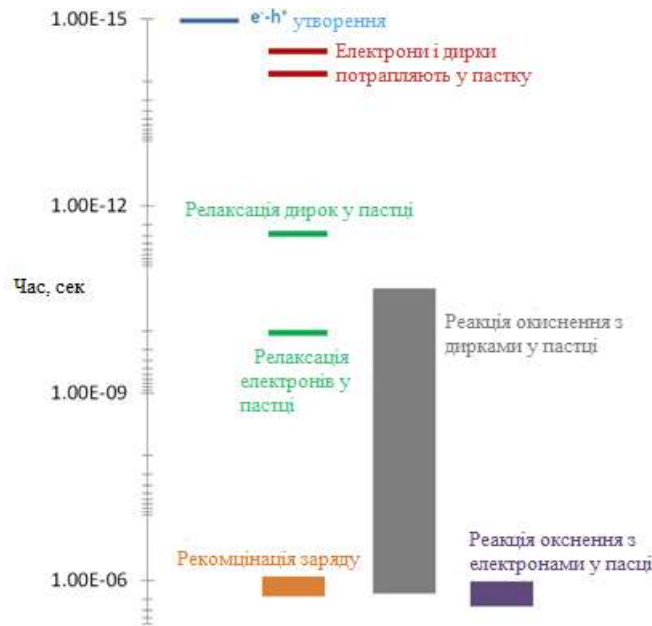 1.00E-15
e⁻-h⁺ утворення
Електрони і дирки
потрапляють у пастку
1.00E-12
Релаксація дирок у пастці
Час, сек
Реакція окиснення з
дирками у пастці
Релаксація
електронів у
пастці
1.00E-09
Реакція окснення з
електронами у пасці
Рекомцінація заряду
1.00E-06